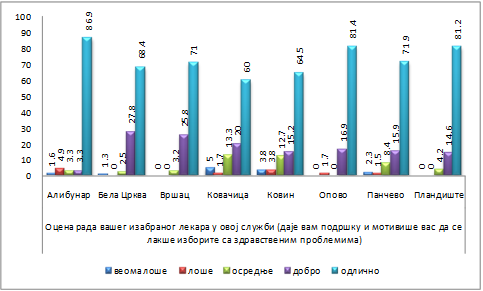 100
90
80
70
60
50
40
30
20
10
0
1.6 4.9 3.3 3.3 86.9
1.3 0 2.5 27.8 68.4
0 0 3.2 25.8 71
5 1.7 13.3 20 60
3.8 3.8 12.7 15.2 64.5
0 1.7 16.9 81.4
2.3 1.5 8.4 15.9 71.9
0 0 4.2 14.6 81.2
Алибунар Бела Црква Вршац Ковачица Ковин Опово Панчево Пландиште
Оцена рада вашег изабраног лекара у овој служби (даје вам подршку и мотивише вас да се
лакше изборите са здравственим проблемима)
веома лоше лоше осредње добро одлично